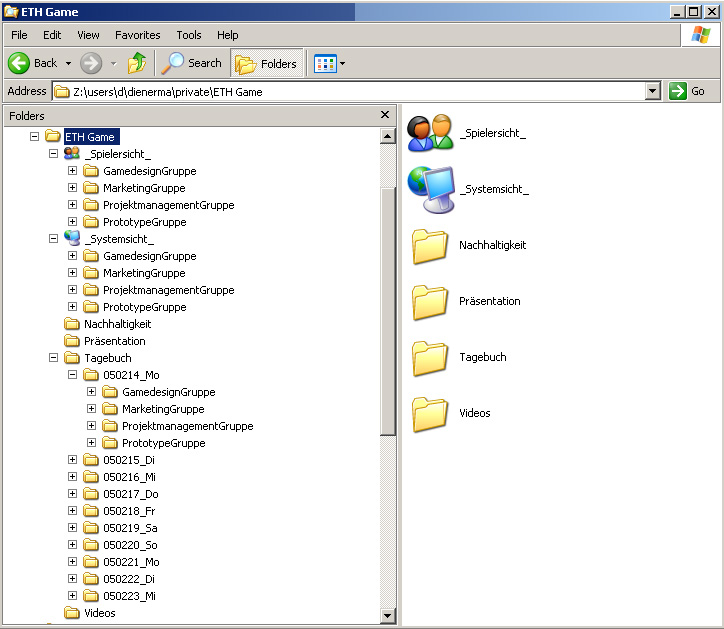 ETH Game
File Edit View Favorites Tools Help
Back Search Folders
Address Z:\users\d\dienerma\private\ETH Game Go
Folders
ETH Game
_Spielersicht_
GamedesignGruppe
MarketingGruppe
ProjektmanagementGruppe
PrototypeGruppe
_Systemsicht_
GamedesignGruppe
MarketingGruppe
ProjektmanagementGruppe
PrototypeGruppe
Nachhaltigkeit
Präsentation
Tagebuch
050214_Mo
GamedesignGruppe
MarketingGruppe
ProjektmanagementGruppe
PrototypeGruppe
050215_Di
050216_Mi
050217_Do
050218_Fr
050219_Sa
050220_So
050221_Mo
050222_Di
050223_Mi
Videos
_Spielersicht_
_Systemsicht_
Nachhaltigkeit
Präsentation
Tagebuch
Videos